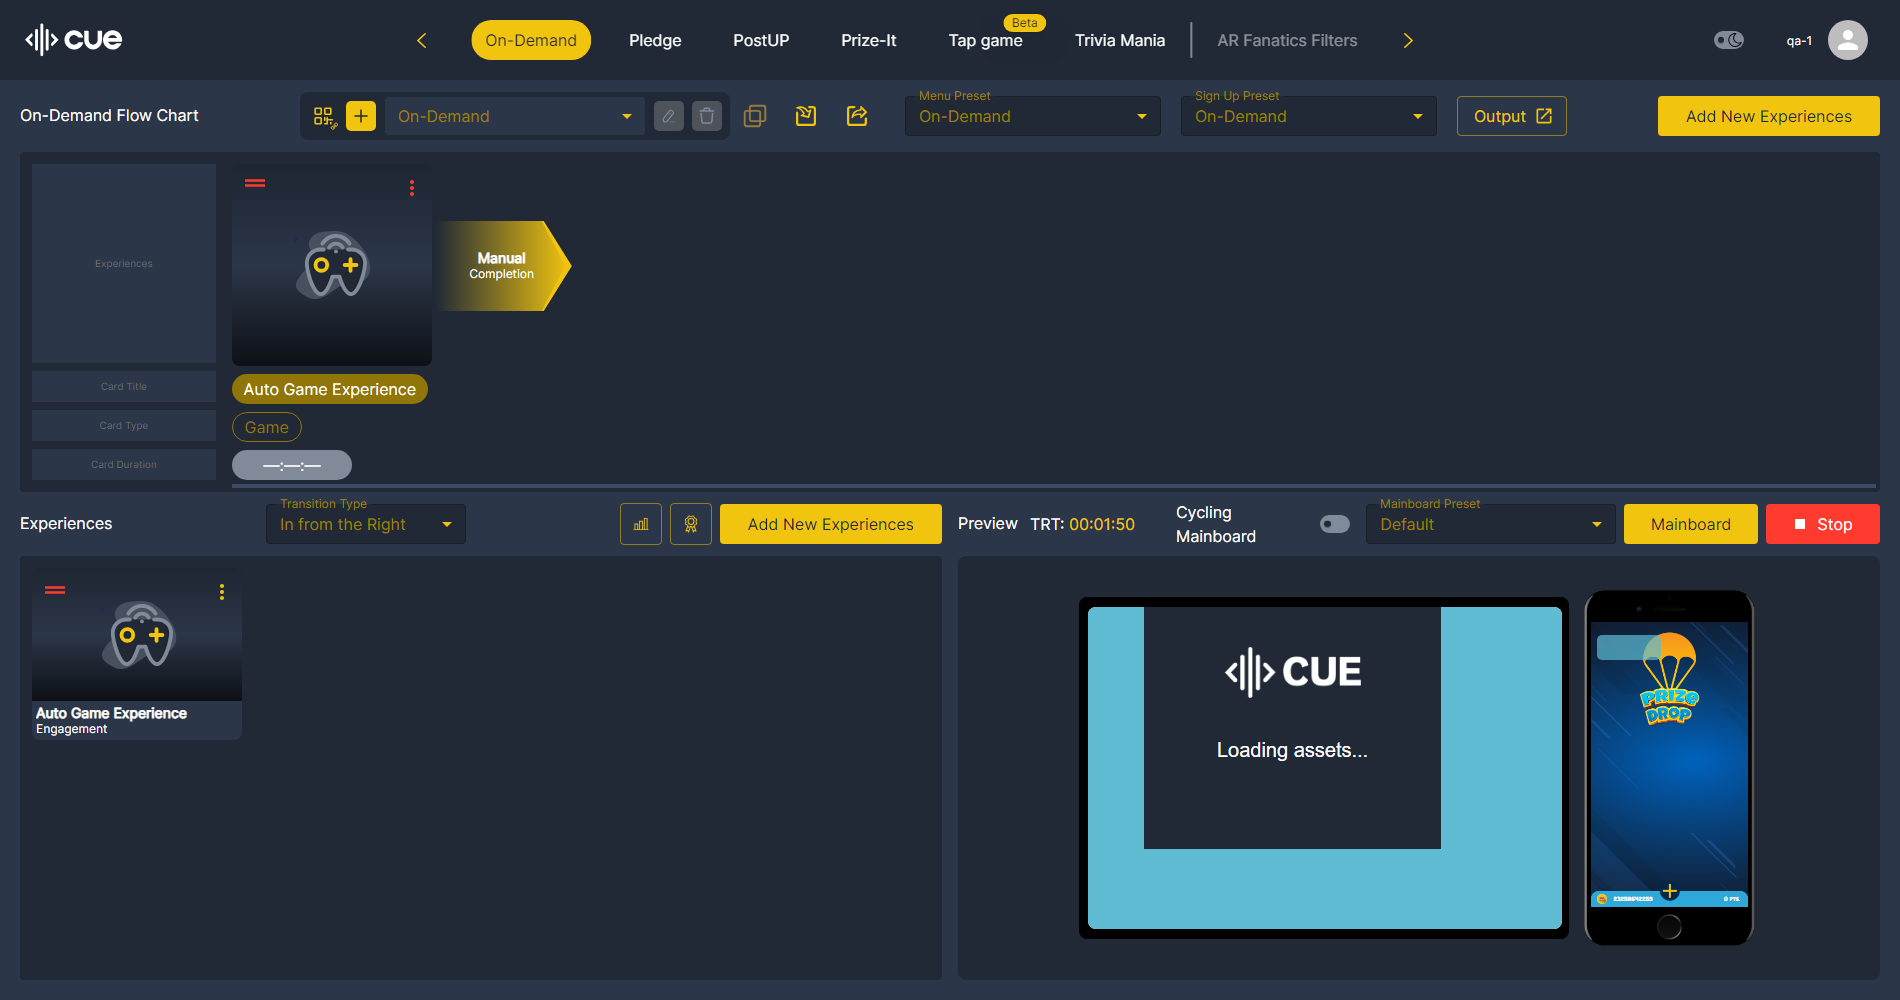 CUE
On-Demand
Pledge
PostUP
Prize-It
Beta
Tap game
Trivia Mania
AR Fanatics Filters
qa-1
On-Demand Flow Chart
On-Demand
Menu Preset
On-Demand
Sign Up Preset
On-Demand
Output
Add New Experiences
Experiences
Manual
Completion
Card Title
Auto Game Experience
Card Type
Game
Card Duration
—:—:—
Experiences
Transition Type
In from the Right
Add New Experiences
Preview
TRT: 00:01:50
Cycling
Mainboard
Mainboard Preset
Default
Mainboard
Stop
Auto Game Experience
Engagement
CUE
Loading assets...
PRIZE
DROP
0 PTS.